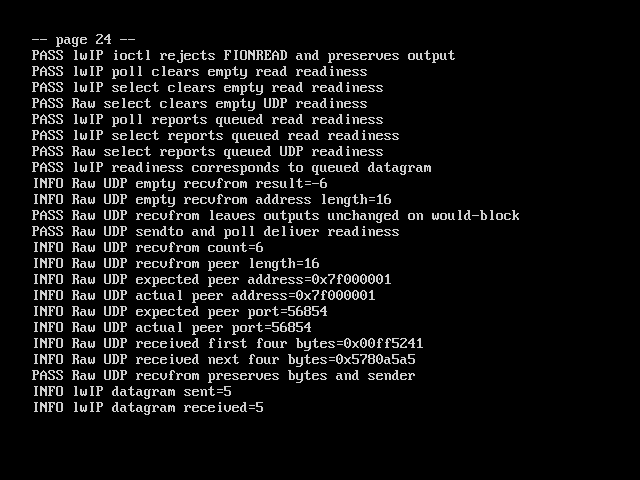 -- page 24 --
PASS lwIP ioctl rejects FIONREAD and preserves output
PASS lwIP poll clears empty read readiness
PASS lwIP select clears empty read readiness
PASS Raw select clears empty UDP readiness
PASS lwIP poll reports queued read readiness
PASS lwIP select reports queued read readiness
PASS Raw select reports queued UDP readiness
PASS lwIP readiness corresponds to queued datagram
INFO Raw UDP empty recvfrom result=-6
INFO Raw UDP empty recvfrom address length=16
PASS Raw UDP recvfrom leaves outputs unchanged on would-block
PASS Raw UDP sendto and poll deliver readiness
INFO Raw UDP recvfrom count=6
INFO Raw UDP recvfrom peer length=16
INFO Raw UDP expected peer address=0x7f000001
INFO Raw UDP actual peer address=0x7f000001
INFO Raw UDP expected peer port=56854
INFO Raw UDP actual peer port=56854
INFO Raw UDP received first four bytes=0x00ff5241
INFO Raw UDP received next four bytes=0x5780a5a5
PASS Raw UDP recvfrom preserves bytes and sender
INFO lwIP datagram sent=5
INFO lwIP datagram received=5